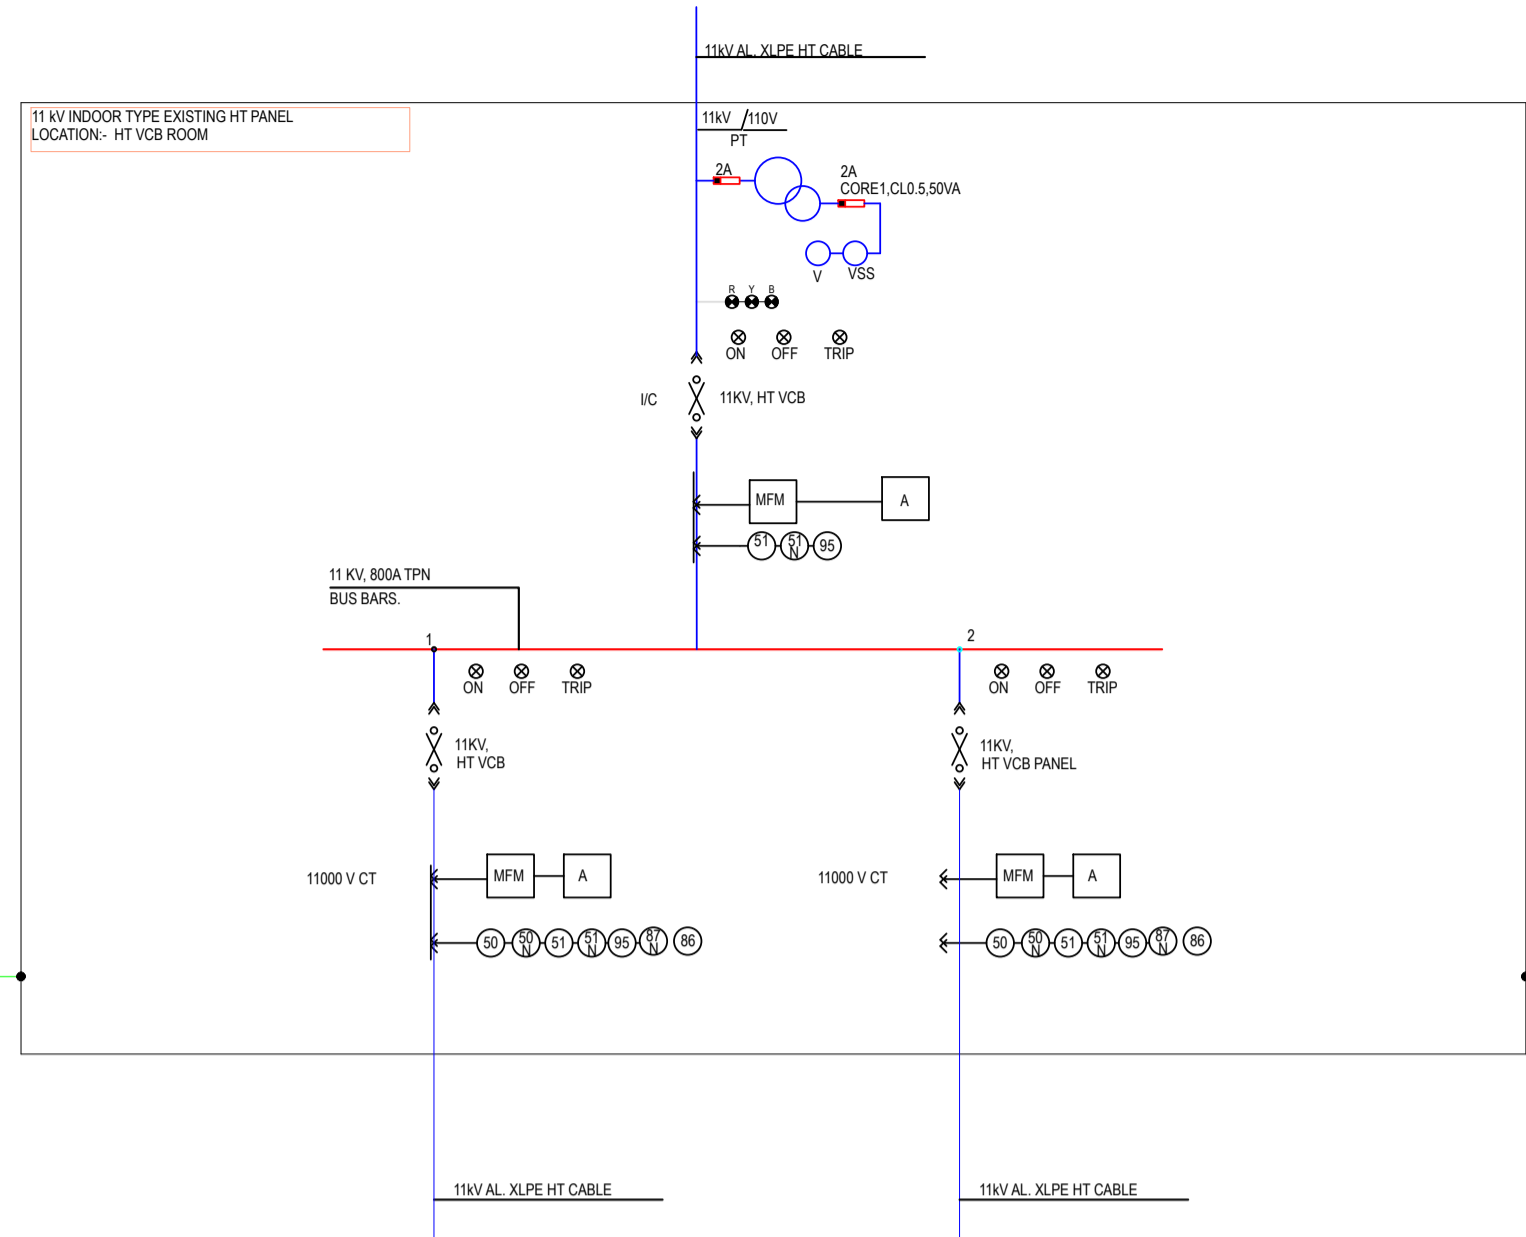 11kV AL. XLPE HT CABLE
11 kV INDOOR TYPE EXISTING HT PANEL
LOCATION:- HT VCB ROOM
11kV /110V
PT
2A
2A
CORE1,CL0.5,50VA
V
VSS
R Y B
ON OFF TRIP
I/C
11KV, HT VCB
MFM
A
51
51
N
95
11 KV, 800A TPN
BUS BARS.
1
2
ON OFF TRIP
ON OFF TRIP
11KV,
HT VCB
11KV,
HT VCB PANEL
11000 V CT
MFM
A
11000 V CT
MFM
A
50
50
N
51
51
N
95
87
N
86
50
50
N
51
51
N
95
87
N
86
11kV AL. XLPE HT CABLE
11kV AL. XLPE HT CABLE